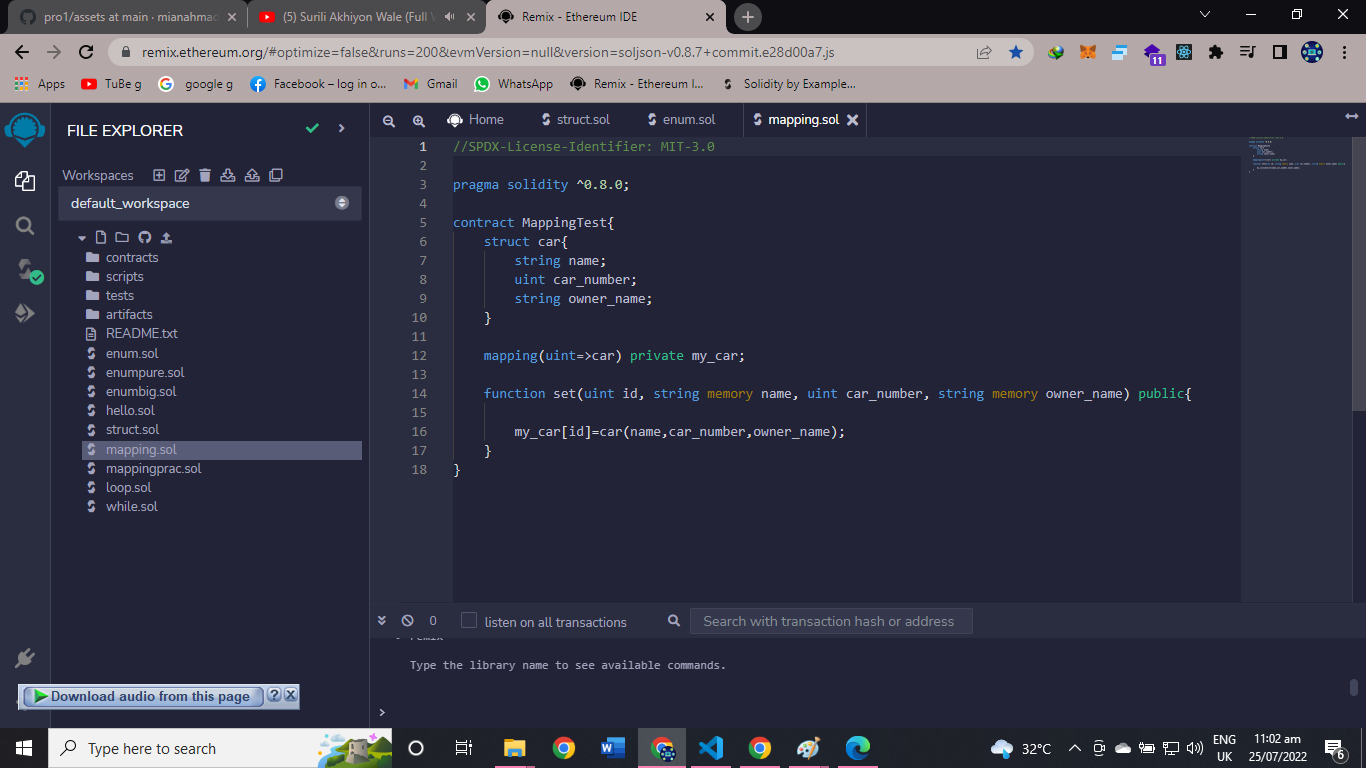 pro1/assets at main · mianahmad
(5) Surili Akhiyon Wale (Full V
Remix - Ethereum IDE
remix.ethereum.org/#optimize=false&runs=200&evmVersion=null&version=soljson-v0.8.7+commit.e28d00a7.js
11
Apps
TuBe g
google g
Facebook – log in o...
Gmail
WhatsApp
Remix - Ethereum I...
Solidity by Example...
FILE EXPLORER
Workspaces
default_workspace
contracts
scripts
tests
artifacts
README.txt
enum.sol
enumpure.sol
enumbig.sol
hello.sol
struct.sol
mapping.sol
mappingprac.sol
loop.sol
while.sol
Home
struct.sol
enum.sol
mapping.sol
1 //SPDX-License-Identifier: MIT-3.0
2
3 pragma solidity ^0.8.0;
4
5 contract MappingTest{
6 struct car{
7 string name;
8 uint car_number;
9 string owner_name;
10 }
11
12 mapping(uint=>car) private my_car;
13
14 function set(uint id, string memory name, uint car_number, string memory owner_name) public{
15
16 my_car[id]=car(name,car_number,owner_name);
17 }
18 }
0
listen on all transactions
Search with transaction hash or address
remix
Type the library name to see available commands.
>
Download audio from this page
? X
Type here to search
32°C
ENG
UK
11:02 am
25/07/2022
6